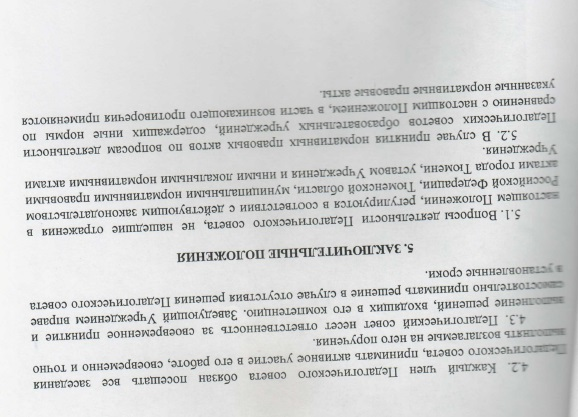 4.2. Каждый член Педагогического совета обязан посещать все заседания
Педагогического совета, принимать активное участие в его работе, своевременно и точно
выполнять возлагаемые на него поручения.
4.3. Педагогический совет несет ответственность за своевременное принятие и
выполнение решений, входящих в его компетенцию. Заведующий Учреждением вправе
самостоятельно принимать решение в случае отсутствия решения Педагогического совета
в установленные сроки.
5. ЗАКЛЮЧИТЕЛЬНЫЕ ПОЛОЖЕНИЯ
5.1. Вопросы деятельности Педагогического совета, не нашедшие отражения в
настоящем Положении, регулируются в соответствии с действующим законодательством
Российской Федерации, Тюменской области, муниципальными нормативными правовыми
актами города Тюмени, уставом Учреждения и иными локальными нормативными актами
Учреждения.
5.2. В случае принятия нормативных правовых актов по вопросам деятельности
Педагогических советов образовательных учреждений, содержащих иные нормы по
сравнению с настоящим Положением, в части возникающего противоречия применяются
указанные нормативные правовые акты.